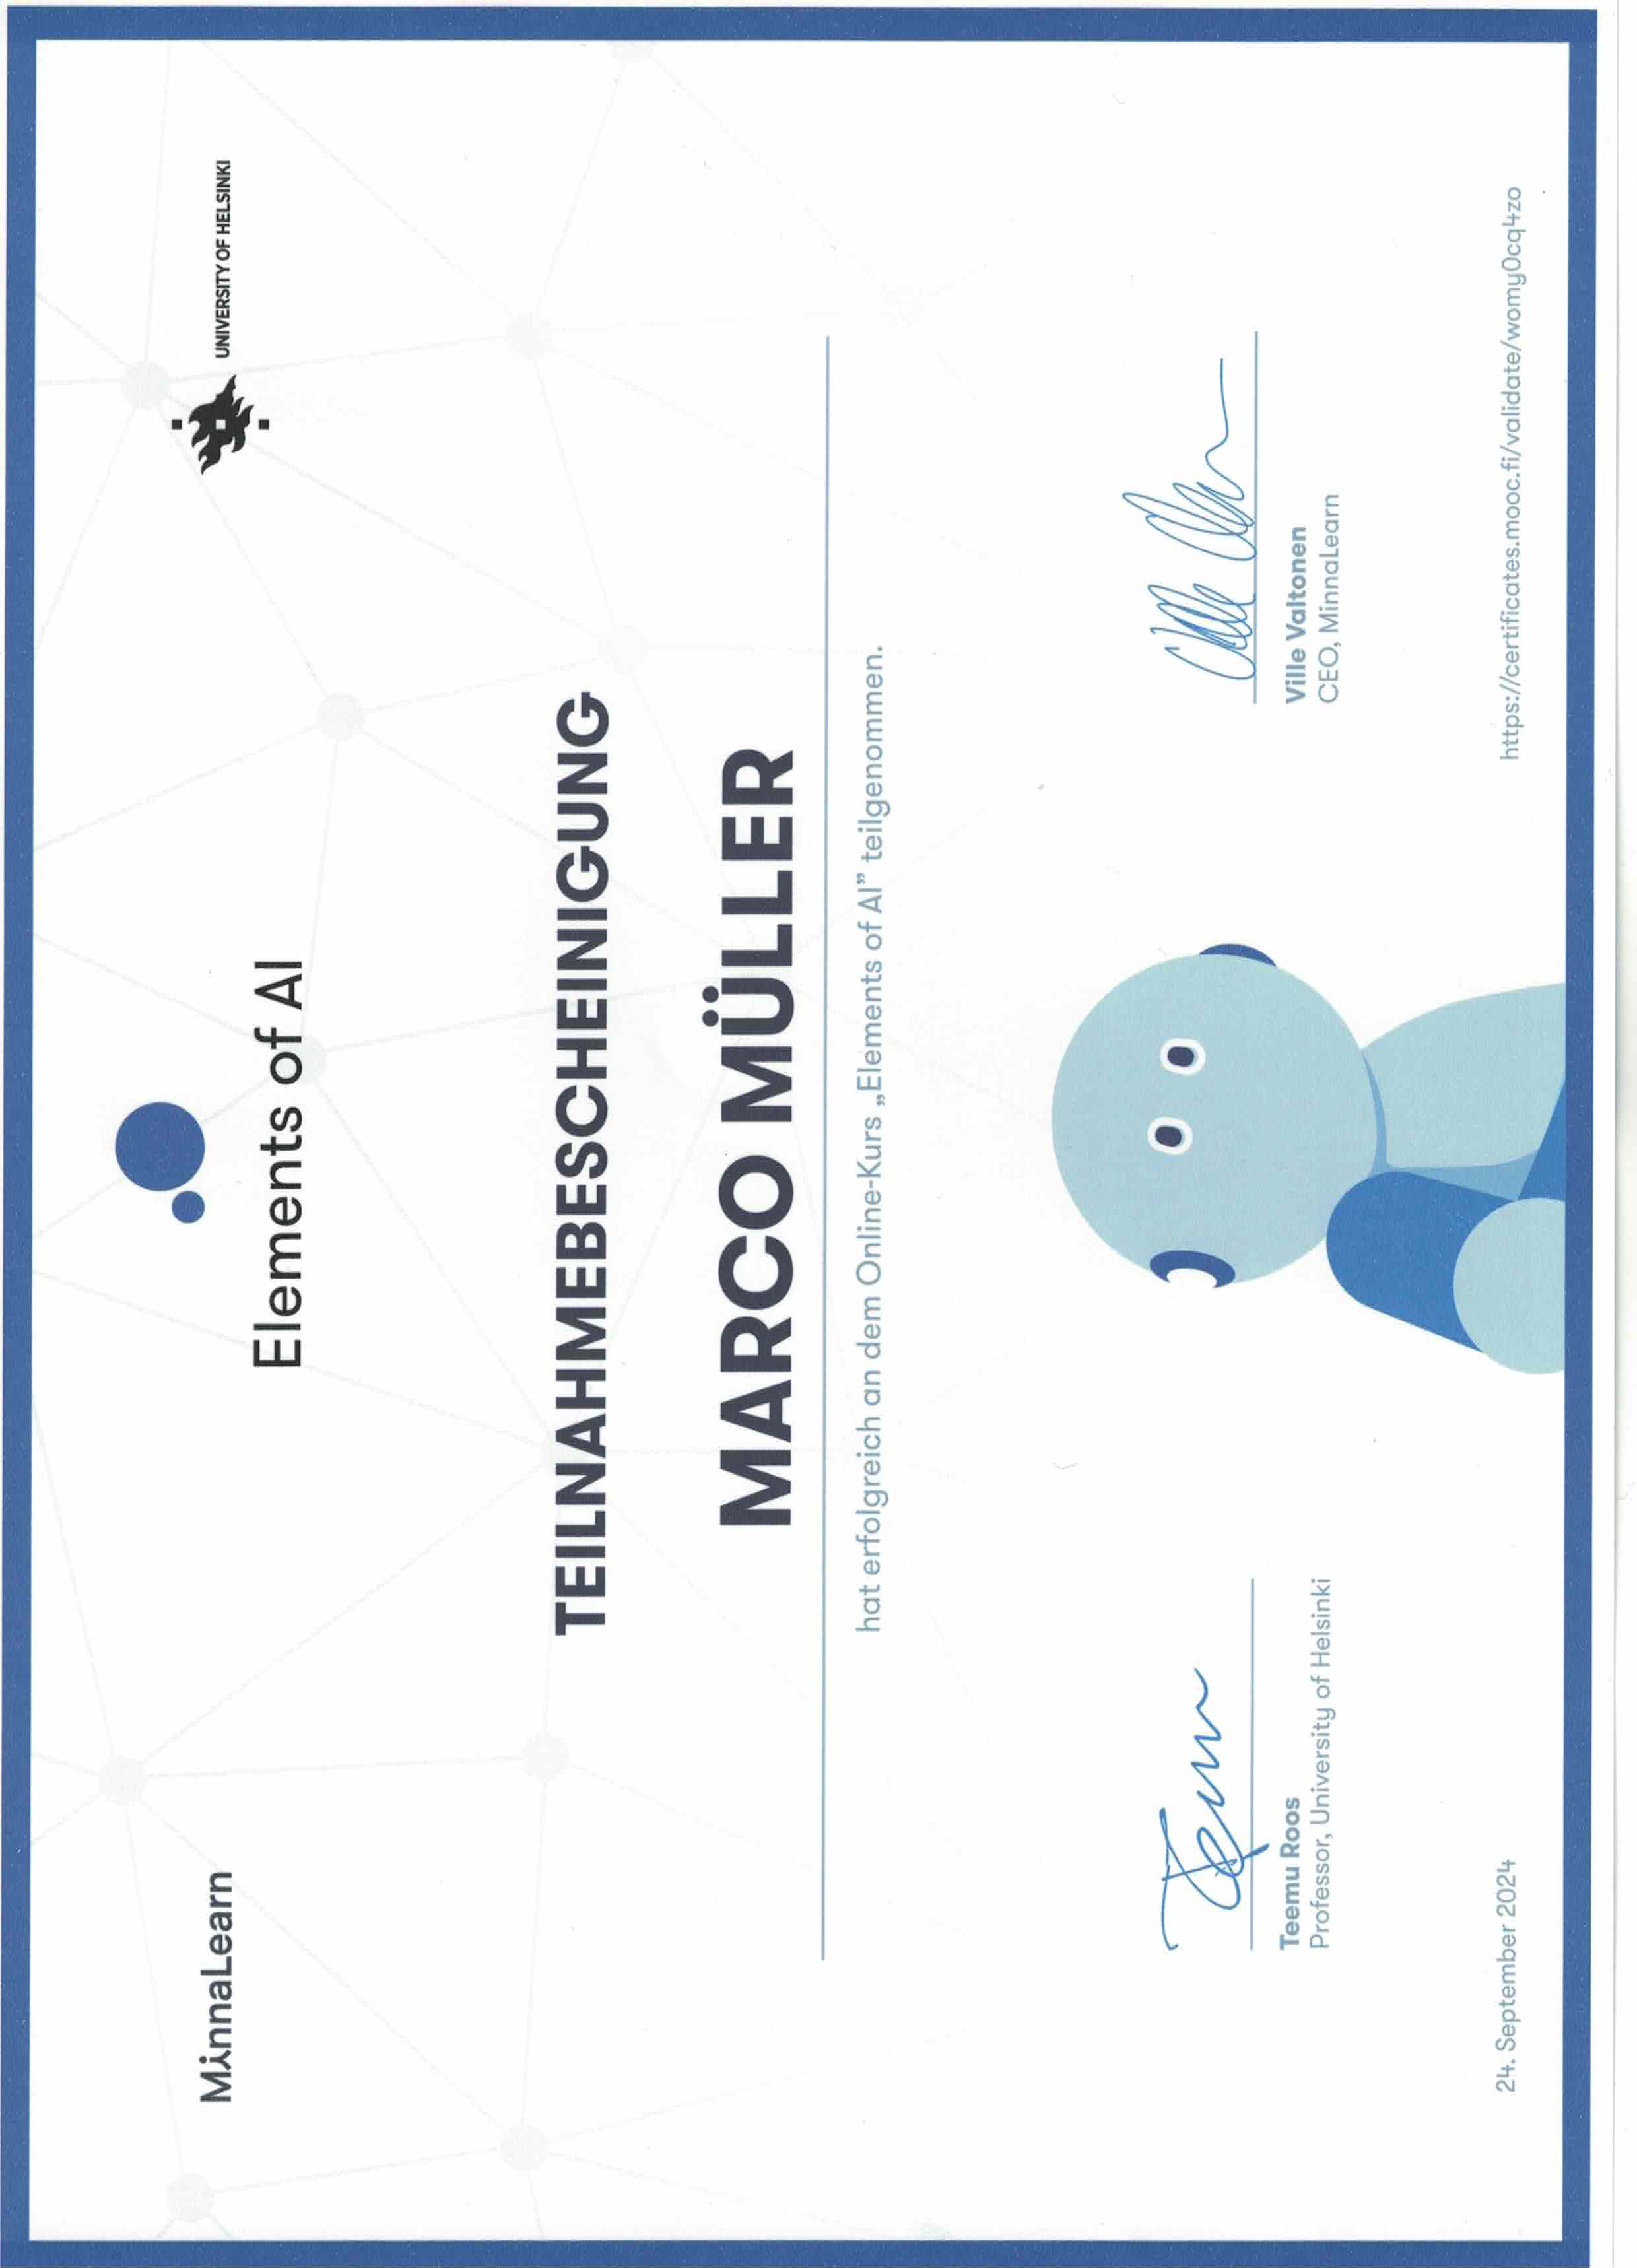 MinnaLearn
Elements of AI
UNIVERSITY OF HELSINKI
TEILNAHMEBESCHEINIGUNG
MARCO MÜLLER
hat erfolgreich an dem Online-Kurs „Elements of AI” teilgenommen.
Teemu Roos
Professor, University of Helsinki
Ville Valtonen
CEO, MinnaLearn
24. September 2024
https://certificates.mooc.fi/validate/womy0cq4zo